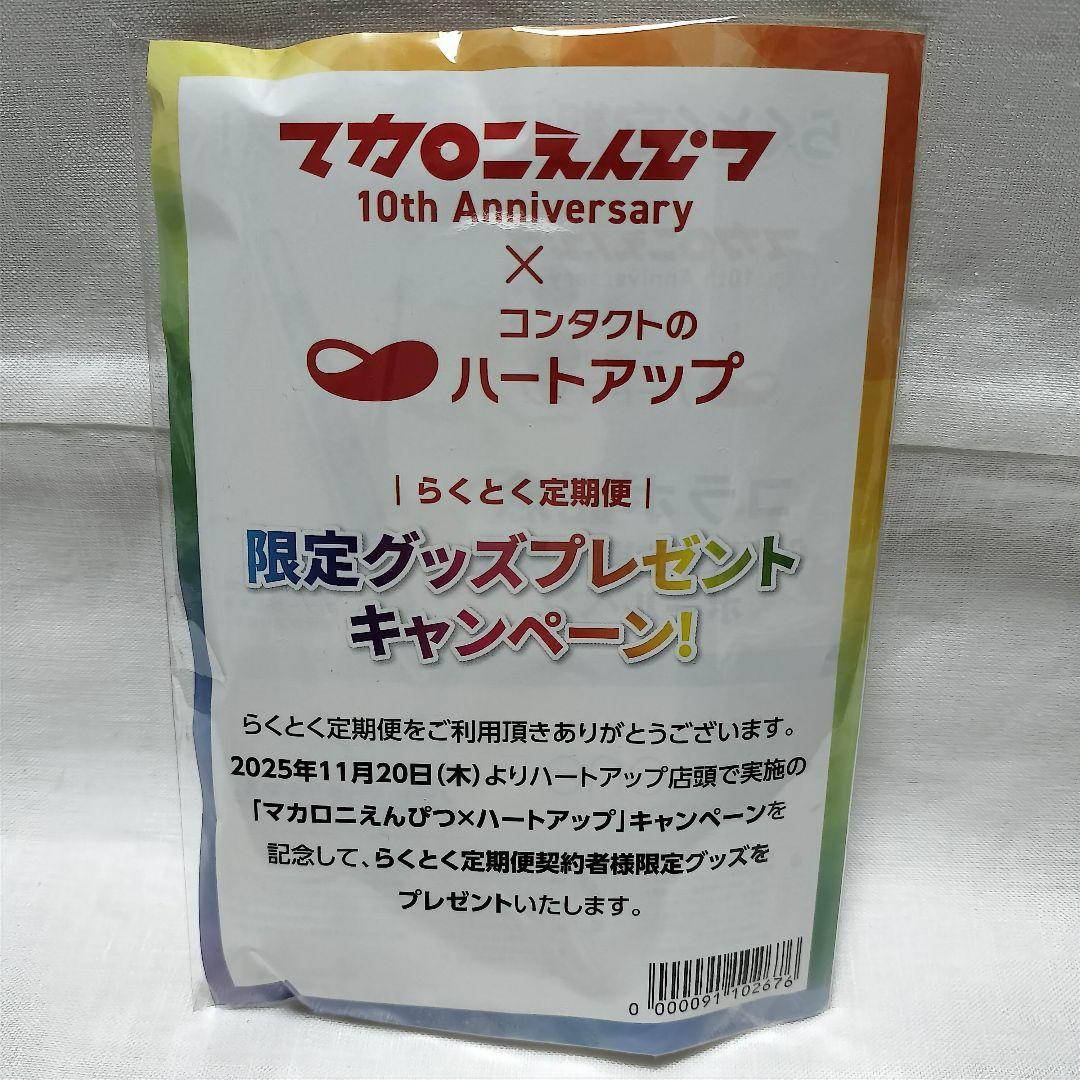 マカロニえんぴつ
10th Anniversary
×
コンタクトの
ハートアップ
| らくとく定期便 |
限定グッズプレゼント
キャンペーン!
らくとく定期便をご利用頂きありがとうございます。
2025年11月20日(木)よりハートアップ店頭で実施の
「マカロニえんぴつ×ハートアップ」キャンペーンを
記念して、らくとく定期便契約者様限定グッズを
プレゼントいたします。
0 000091 102676